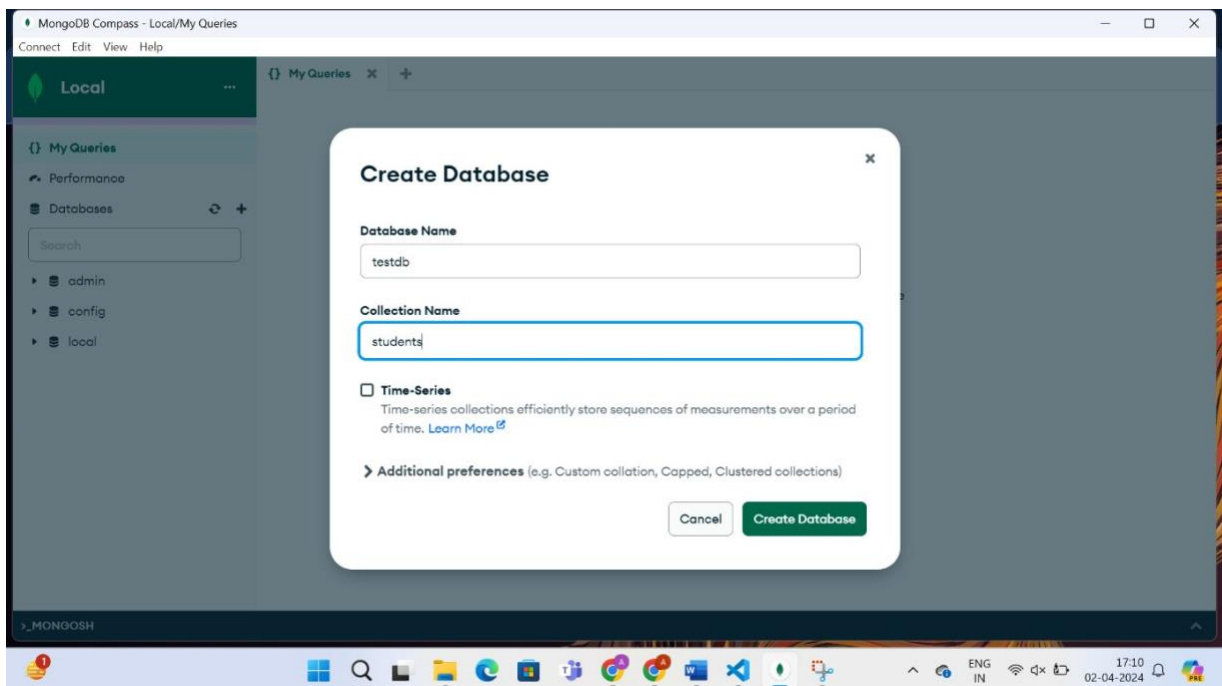 MongoDB Compass - Local/My Queries
Connect Edit View Help
Local
{} My Queries
{} My Queries
Performance
Databases
Search
admin
config
local
Create Database
Database Name
testdb
Collection Name
students
Time-Series
Time-series collections efficiently store sequences of measurements over a period
of time. Learn More
Additional preferences (e.g. Custom collation, Capped, Clustered collections)
Cancel
Create Database
>_MONGOSH
1
ENG
IN
17:10
02-04-2024
PRE